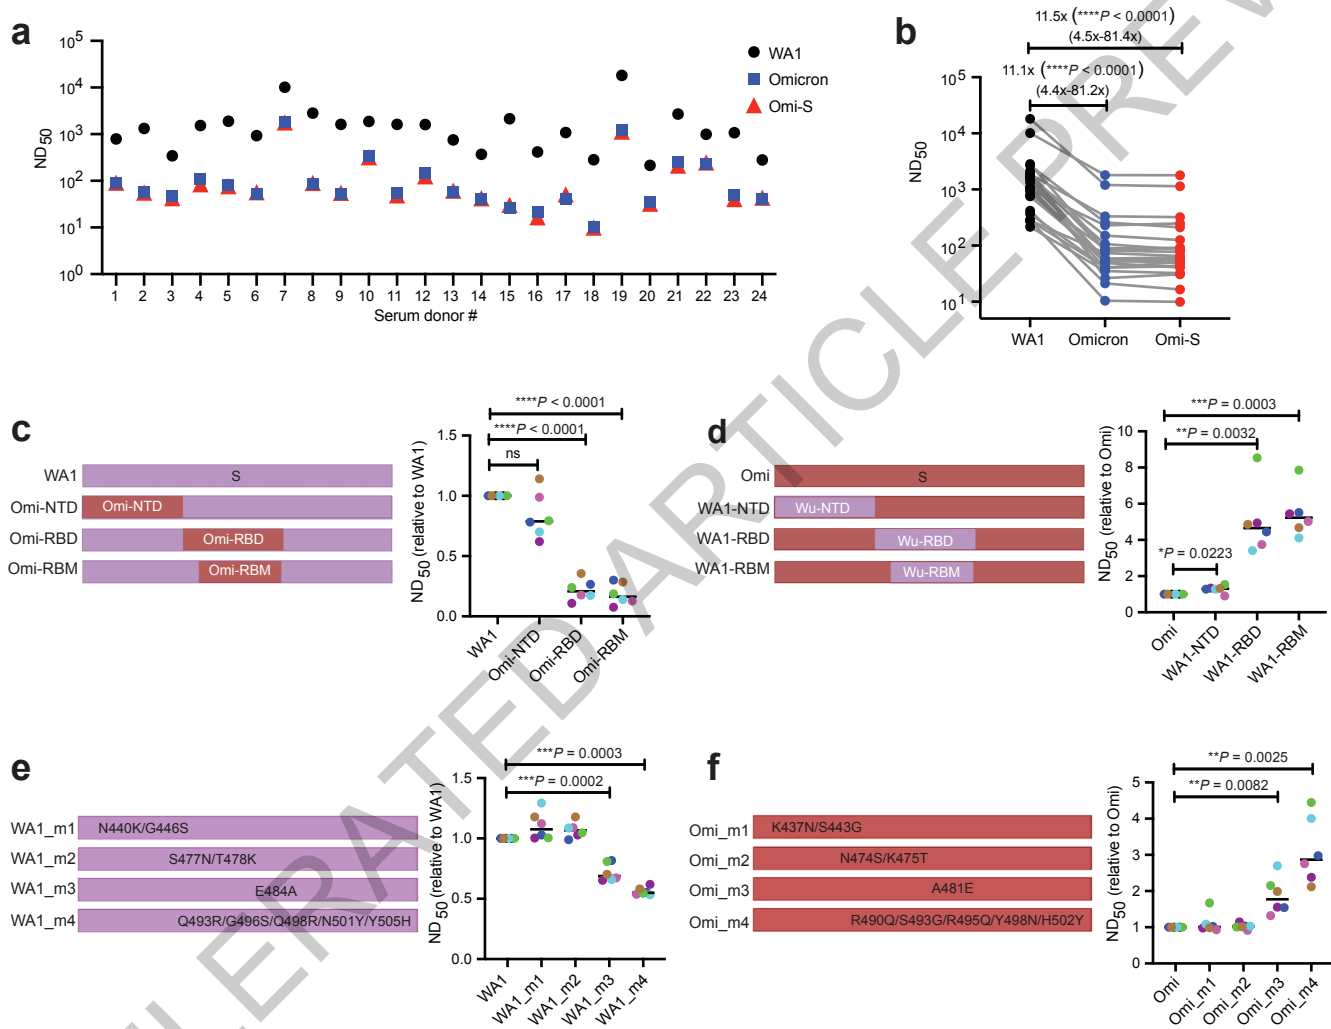 a
10^5
10^4
10^3
10^2
10^1
10^0
ND50
WA1
Omicron
Omi-S
1 2 3 4 5 6 7 8 9 10 11 12 13 14 15 16 17 18 19 20 21 22 23 24
Serum donor #
b
11.5x (****P < 0.0001)
(4.5x-81.4x)
11.1x (****P < 0.0001)
(4.4x-81.2x)
10^5
10^4
10^3
10^2
10^1
ND50
WA1 Omicron Omi-S
c
WA1
S
Omi-NTD
Omi-NTD
Omi-RBD
Omi-RBD
Omi-RBM
Omi-RBM
****P < 0.0001
****P < 0.0001
ns
1.5
1.0
0.5
0.0
ND50 (relative to WA1)
WA1
Omi-NTD
Omi-RBD
Omi-RBM
d
Omi
S
WA1-NTD
Wu-NTD
WA1-RBD
Wu-RBD
WA1-RBM
Wu-RBM
***P = 0.0003
**P = 0.0032
*P = 0.0223
10
8
6
4
2
0
ND50 (relative to Omi)
Omi
WA1-NTD
WA1-RBD
WA1-RBM
e
WA1_m1
N440K/G446S
WA1_m2
S477N/T478K
WA1_m3
E484A
WA1_m4
Q493R/G496S/Q498R/N501Y/Y505H
***P = 0.0003
***P = 0.0002
1.5
1.0
0.5
0.0
ND50 (relative to WA1)
WA1
WA1_m1
WA1_m2
WA1_m3
WA1_m4
f
Omi_m1
K437N/S443G
Omi_m2
N474S/K475T
Omi_m3
A481E
Omi_m4
R490Q/S493G/R495Q/Y498N/H502Y
**P = 0.0025
**P = 0.0082
5
4
3
2
1
0
ND50 (relative to Omi)
Omi
Omi_m1
Omi_m2
Omi_m3
Omi_m4
ERATED ARTICLE PREV